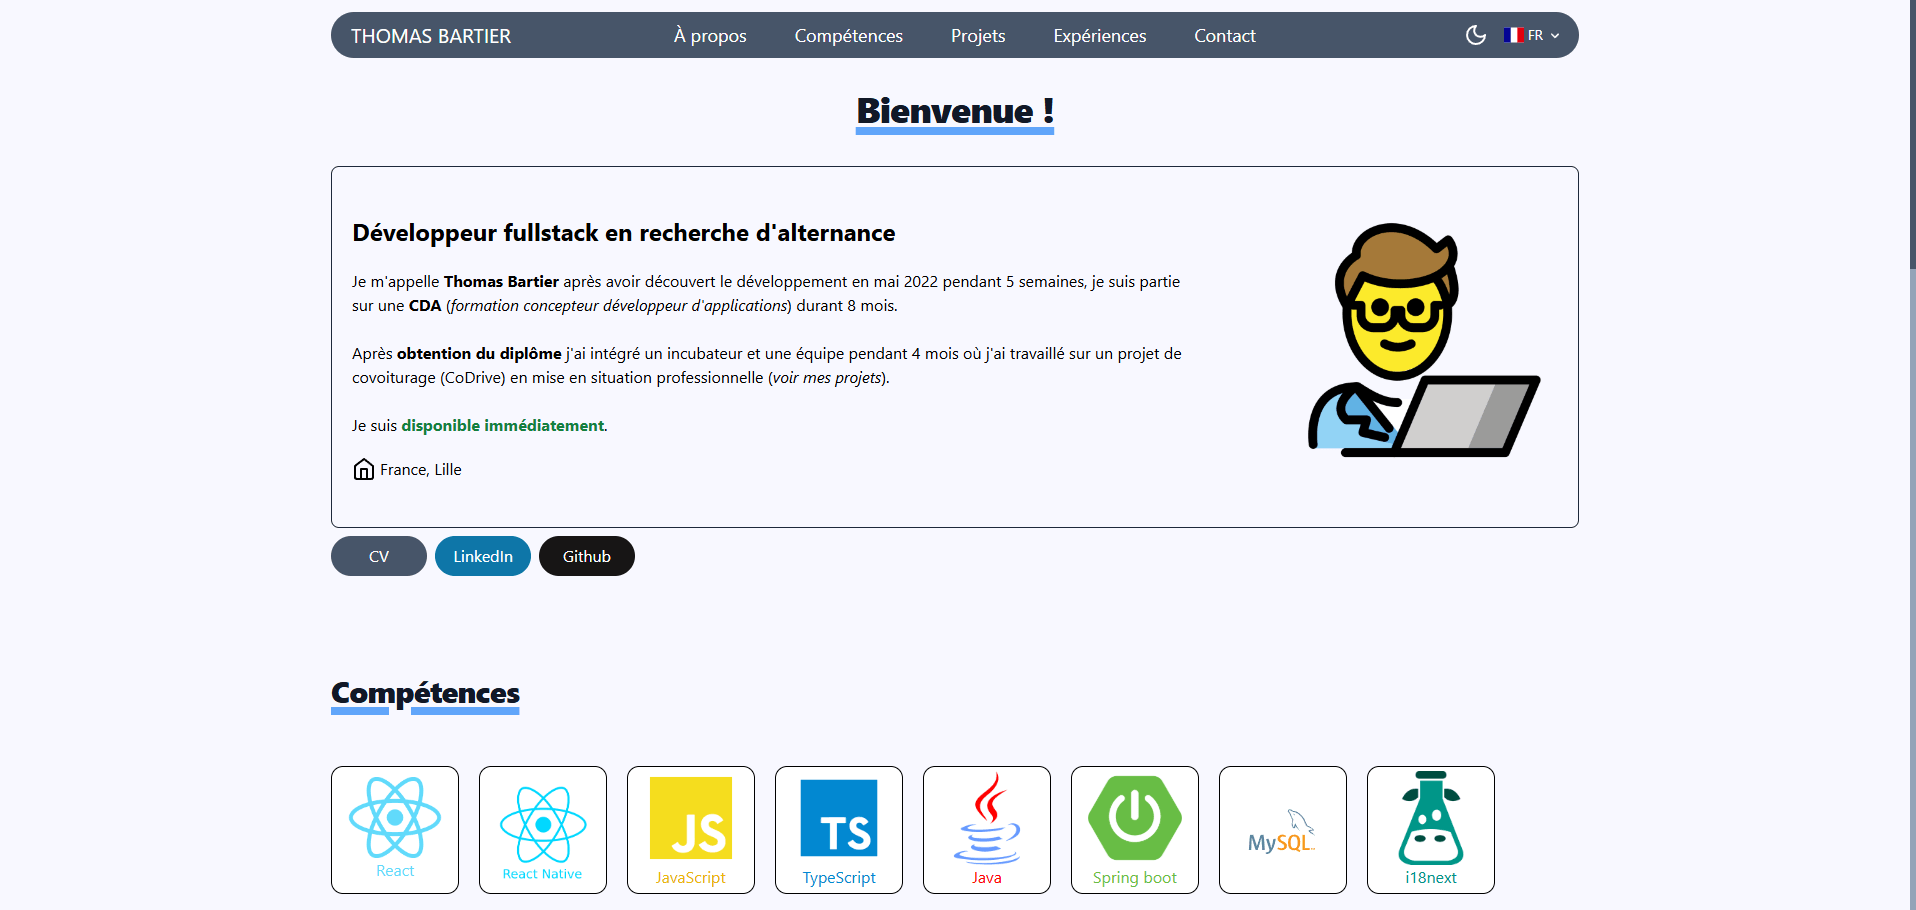 THOMAS BARTIER
À propos
Compétences
Projets
Expériences
Contact
FR
Bienvenue !
Développeur fullstack en recherche d'alternance
Je m'appelle Thomas Bartier après avoir découvert le développement en mai 2022 pendant 5 semaines, je suis partie
sur une CDA (formation concepteur développeur d'applications) durant 8 mois.
Après obtention du diplôme j'ai intégré un incubateur et une équipe pendant 4 mois où j'ai travaillé sur un projet de
covoiturage (CoDrive) en mise en situation professionnelle (voir mes projets).
Je suis disponible immédiatement.
France, Lille
CV
LinkedIn
Github
Compétences
React
React Native
JS
JavaScript
TS
TypeScript
Java
Spring boot
MySQL
i18next